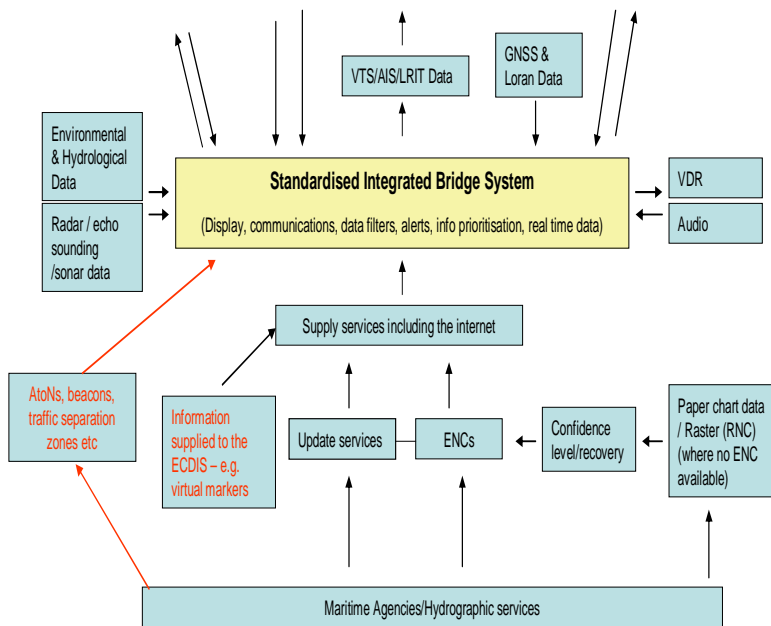 VTS/AIS/LRIT Data
GNSS &
Loran Data
Environmental
& Hydrological
Data
Radar / echo
sounding
/sonar data
Standardised Integrated Bridge System
(Display, communications, data filters, alerts, info prioritisation, real time data)
VDR
Audio
Supply services including the internet
AtoNs, beacons,
traffic separation
zones etc
Information
supplied to the
ECDIS – e.g.
virtual markers
Update services
ENCs
Confidence
level/recovery
Paper chart data
/ Raster (RNC)
(where no ENC
available)
Maritime Agencies/Hydrographic services